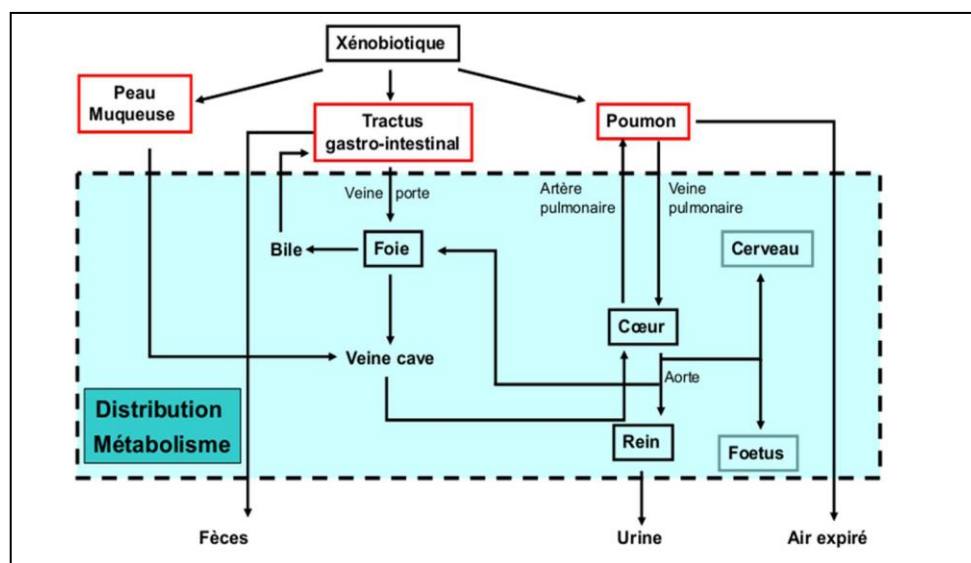 Xénobiotique
Peau
Muqueuse
Tractus
gastro-intestinal
Poumon
Veine porte
Artère
pulmonaire
Veine
pulmonaire
Bile
Foie
Cerveau
Cœur
Veine cave
Aorte
Distribution
Métabolisme
Rein
Foetus
Fèces
Urine
Air expiré